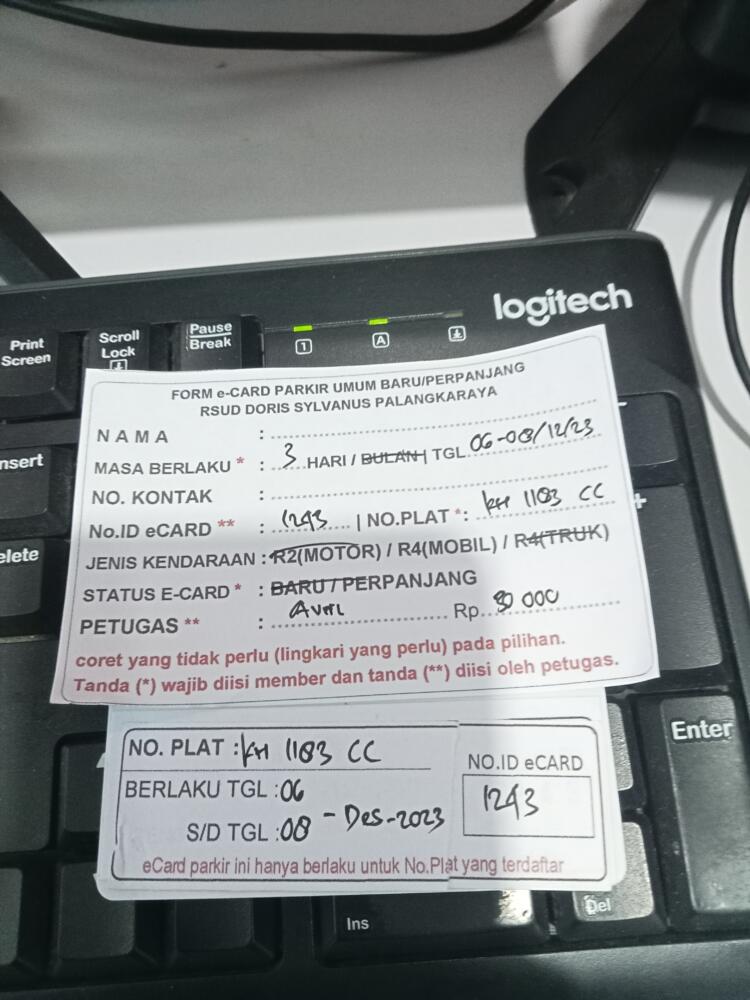 logitech
Print Screen
Scroll Lock
Pause Break
1 A
FORM e-CARD PARKIR UMUM BARU/PERPANJANG
RSUD DORIS SYLVANUS PALANGKARAYA
NAMA :
MASA BERLAKU * : 3 HARI / BULAN | TGL 06-08/12/23
NO. KONTAK :
No.ID eCARD ** : 1243 | NO.PLAT *: KH 1183 CC
JENIS KENDARAAN : R2(MOTOR) / R4(MOBIL) / R4(TRUK)
STATUS E-CARD * : BARU / PERPANJANG
PETUGAS ** : Rp. 30 000
coret yang tidak perlu (lingkari yang perlu) pada pilihan.
Tanda (*) wajib diisi member dan tanda (**) diisi oleh petugas.
NO. PLAT : KH 1183 CC
BERLAKU TGL : 06
S/D TGL : 08 - Des-2023
NO.ID eCARD
1243
eCard parkir ini hanya berlaku untuk No.Plat yang terdaftar
nsert
elete
+
Enter
Ins
Del